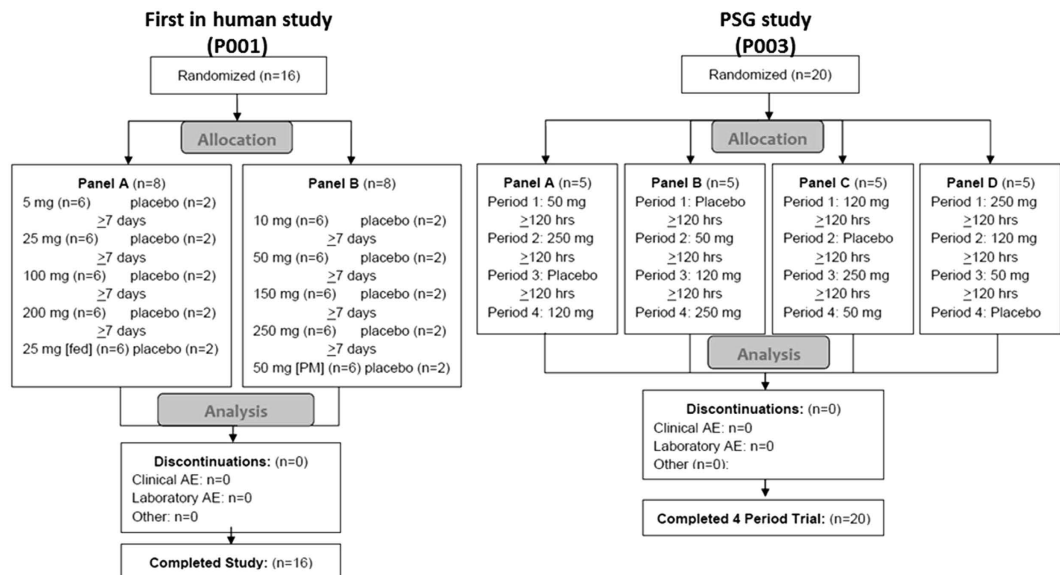 First in human study
(P001)
Randomized (n=16)
Allocation
Panel A (n=8)
5 mg (n=6) placebo (n=2)
≥7 days
25 mg (n=6) placebo (n=2)
≥7 days
100 mg (n=6) placebo (n=2)
≥7 days
200 mg (n=6) placebo (n=2)
≥7 days
25 mg [fed] (n=6) placebo (n=2)
Panel B (n=8)
10 mg (n=6) placebo (n=2)
≥7 days
50 mg (n=6) placebo (n=2)
≥7 days
150 mg (n=6) placebo (n=2)
≥7 days
250 mg (n=6) placebo (n=2)
≥7 days
50 mg [PM] (n=6) placebo (n=2)
Analysis
Discontinuations: (n=0)
Clinical AE: n=0
Laboratory AE: n=0
Other: n=0
Completed Study: (n=16)
PSG study
(P003)
Randomized (n=20)
Allocation
Panel A (n=5)
Period 1: 50 mg
≥120 hrs
Period 2: 250 mg
≥120 hrs
Period 3: Placebo
≥120 hrs
Period 4: 120 mg
Panel B (n=5)
Period 1: Placebo
≥120 hrs
Period 2: 50 mg
≥120 hrs
Period 3: 120 mg
≥120 hrs
Period 4: 250 mg
Panel C (n=5)
Period 1: 120 mg
≥120 hrs
Period 2: Placebo
≥120 hrs
Period 3: 250 mg
≥120 hrs
Period 4: 50 mg
Panel D (n=5)
Period 1: 250 mg
≥120 hrs
Period 2: 120 mg
≥120 hrs
Period 3: 50 mg
≥120 hrs
Period 4: Placebo
Analysis
Discontinuations: (n=0)
Clinical AE: n=0
Laboratory AE: n=0
Other (n=0):
Completed 4 Period Trial: (n=20)